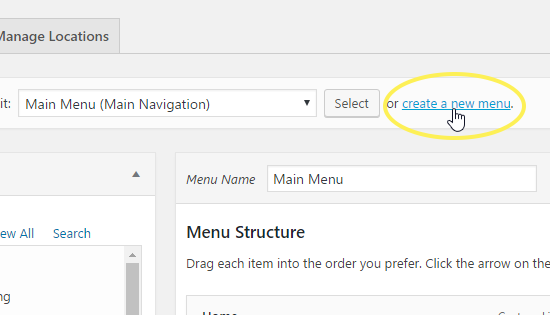 Manage Locations
it: Main Menu (Main Navigation) Select or create a new menu.
Menu Name Main Menu
ew All Search
Menu Structure
Drag each item into the order you prefer. Click the arrow on the
ng